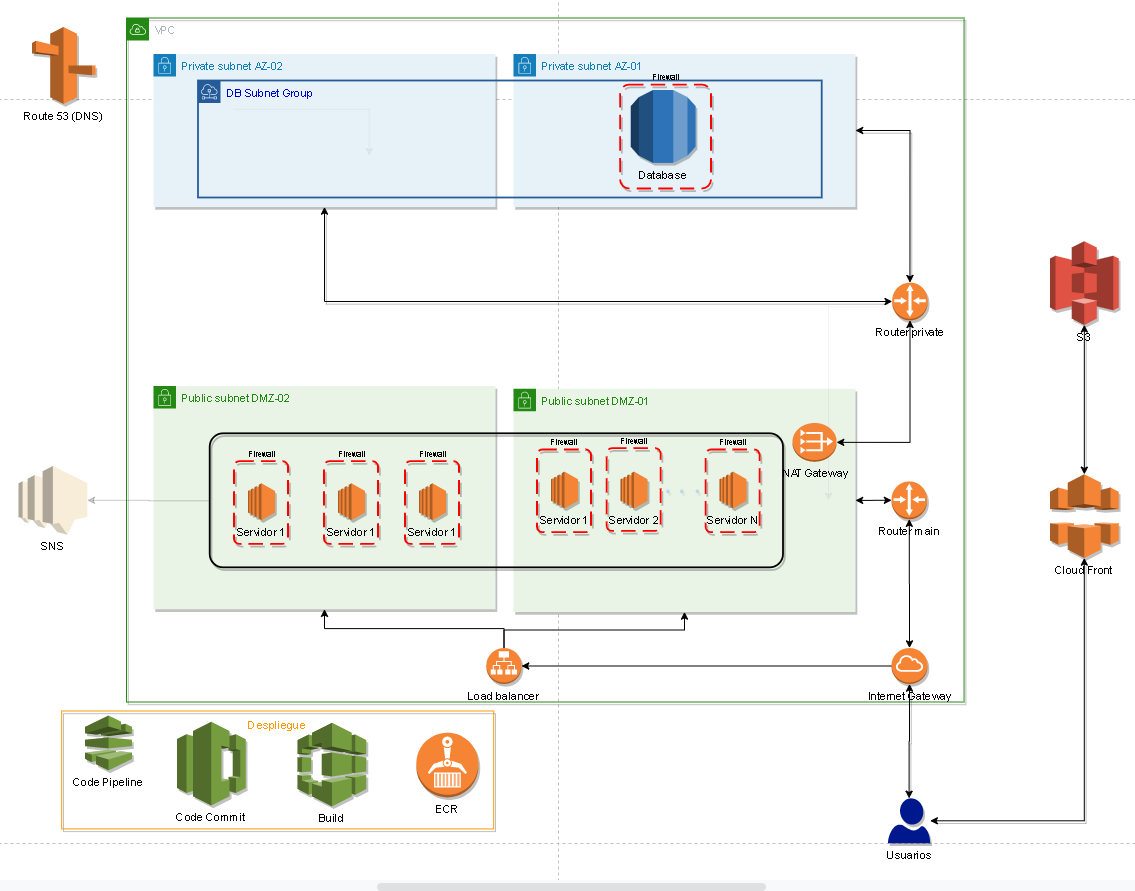 VPC
Route 53 (DNS)
Private subnet AZ-02
Private subnet AZ-01
Firewall
DB Subnet Group
Database
Router private
S3
Public subnet DMZ-02
Public subnet DMZ-01
Firewall
Firewall
Firewall
Firewall
Firewall
Firewall
NAT Gateway
Servidor 1
Servidor 1
Servidor 1
Servidor 1
Servidor 2
Servidor N
Router main
SNS
Cloud Front
Load balancer
Internet Gateway
Despliegue
Code Pipeline
Code Commit
Build
ECR
Usuarios